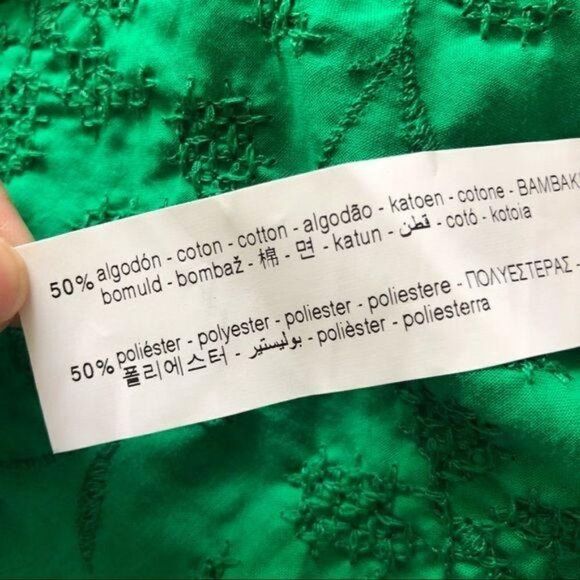 50% algodón - coton - cotton - algodão - katoen - cotone - ΒΑΜΒΑΚ
bomuld - bombaž - 棉 - 면 - katun - قطن - cotó - kotoia
50% poliéster - polyester - poliester - poliestere - ΠΟΛΥΕΣΤΕΡΑΣ -
폴리에스터 - بوليستير - polièster - poliesterra